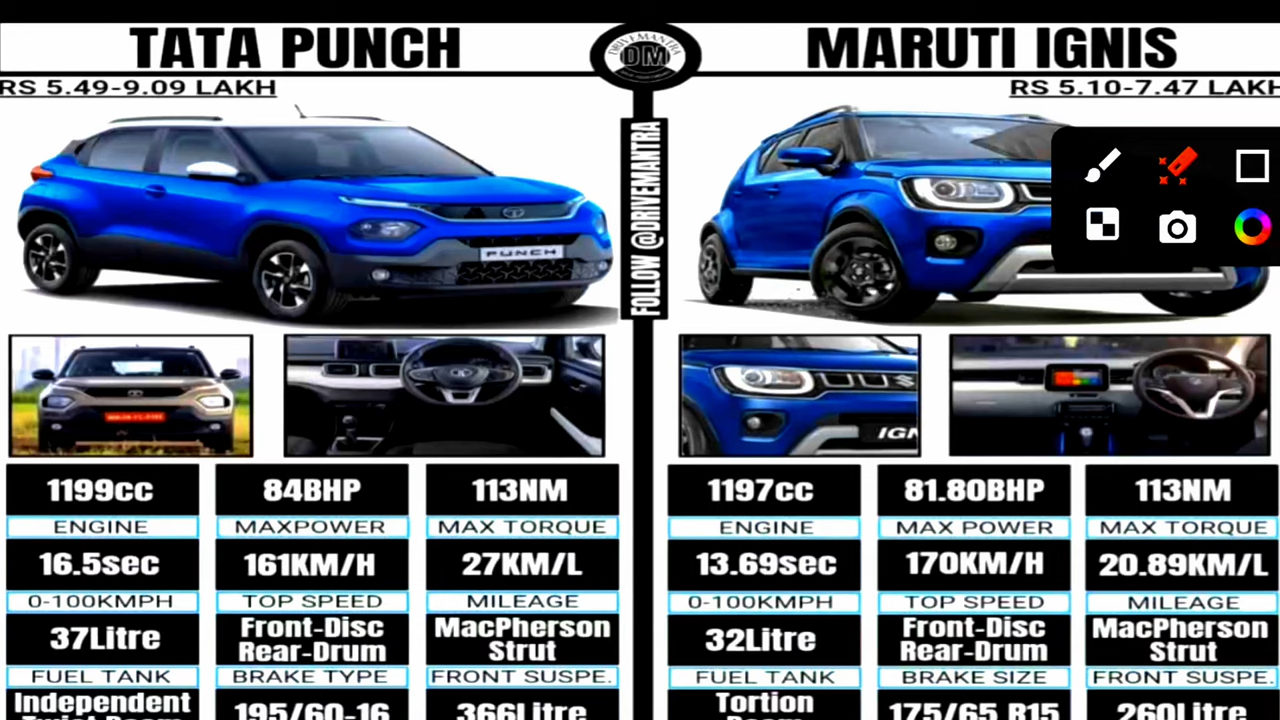 TATA PUNCH
RS 5.49-9.09 LAKH
PUNCH
1199cc 84BHP 113NM
ENGINE MAXPOWER MAX TORQUE
16.5sec 161KM/H 27KM/L
0-100KMPH TOP SPEED MILEAGE
37Litre Front-Disc Rear-Drum MacPherson Strut
FUEL TANK BRAKE TYPE FRONT SUSPE.
Independent 195/60-16 366Litre
DRIVEMANTRA
DM
FOLLOW @DRIVEMANTRA
MARUTI IGNIS
RS 5.10-7.47 LAKH
IGN
1197cc 81.80BHP 113NM
ENGINE MAX POWER MAX TORQUE
13.69sec 170KM/H 20.89KM/L
0-100KMPH TOP SPEED MILEAGE
32Litre Front-Disc Rear-Drum MacPherson Strut
FUEL TANK BRAKE SIZE FRONT SUSPE.
Tortion 175/65 R15 260Litre